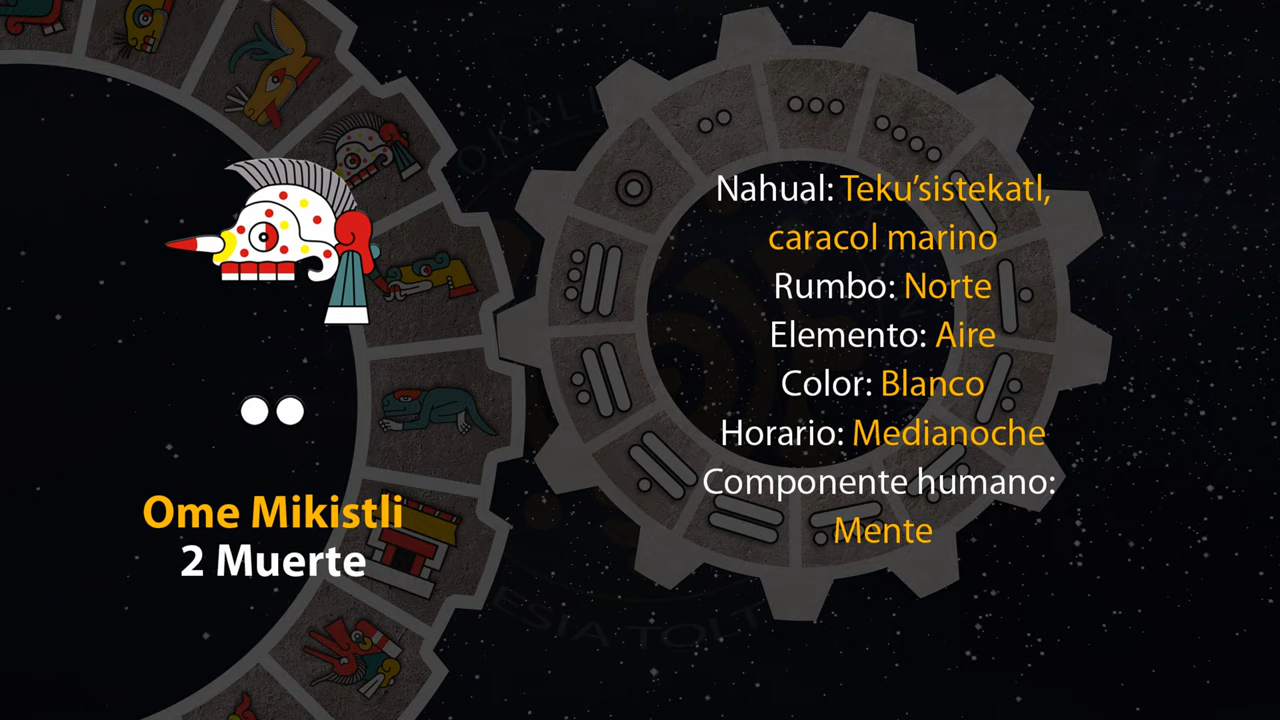 Ome Mikistli
2 Muerte
Nahual: Teku’sistekatl,
caracol marino
Rumbo: Norte
Elemento: Aire
Color: Blanco
Horario: Medianoche
Componente humano:
Mente